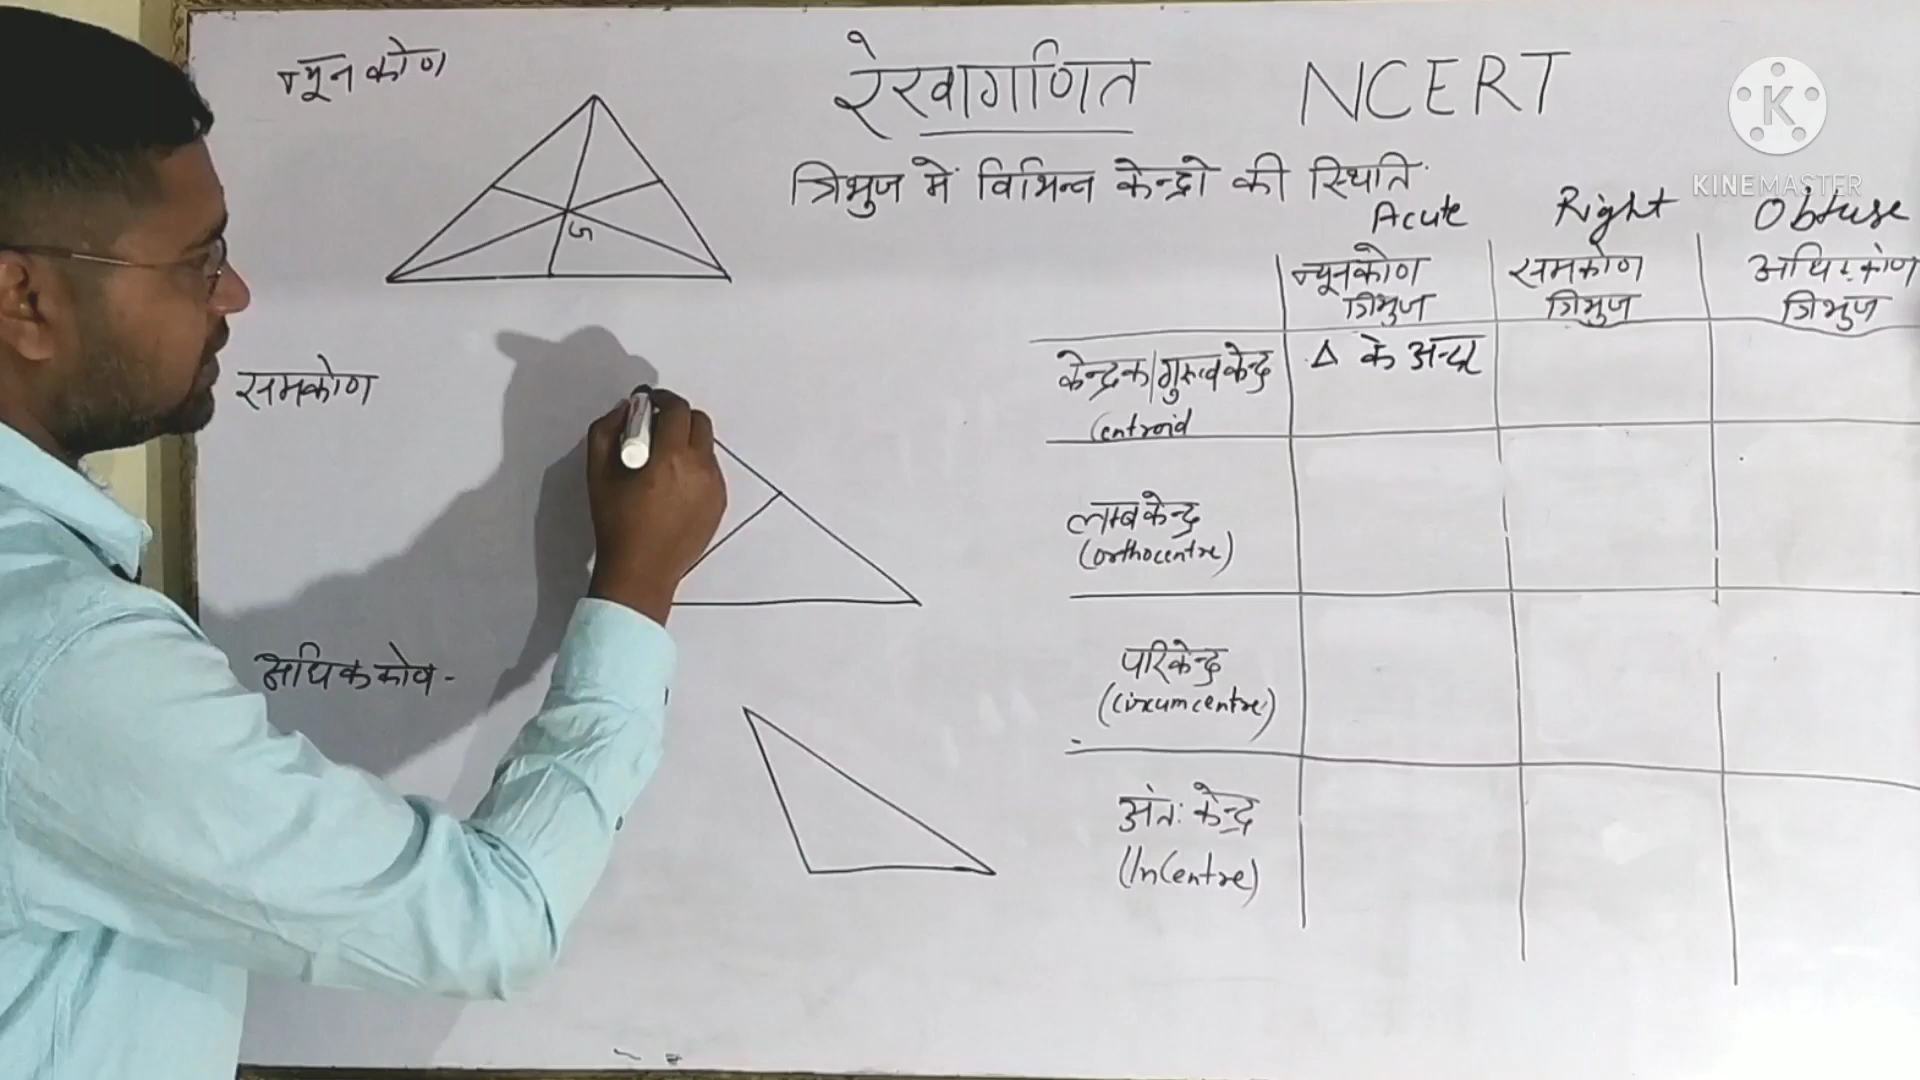 न्यूनकोण
रेखागणित NCERT
K
KINEMASTER
त्रिभुज में विभिन्न केन्द्रो की स्थिति:
Acute Right Obtuse
न्यूनकोण त्रिभुज
समकोण त्रिभुज
अधिककोण त्रिभुज
G
केन्द्रक/गुरूत्वकेन्द्र
Centroid
Δ के अन्दर
समकोण
लम्बकेन्द्र
(orthocentre)
अधिककोण -
परिकेन्द्र
(Circumcentre)
अंत: केन्द्र
(InCentre)